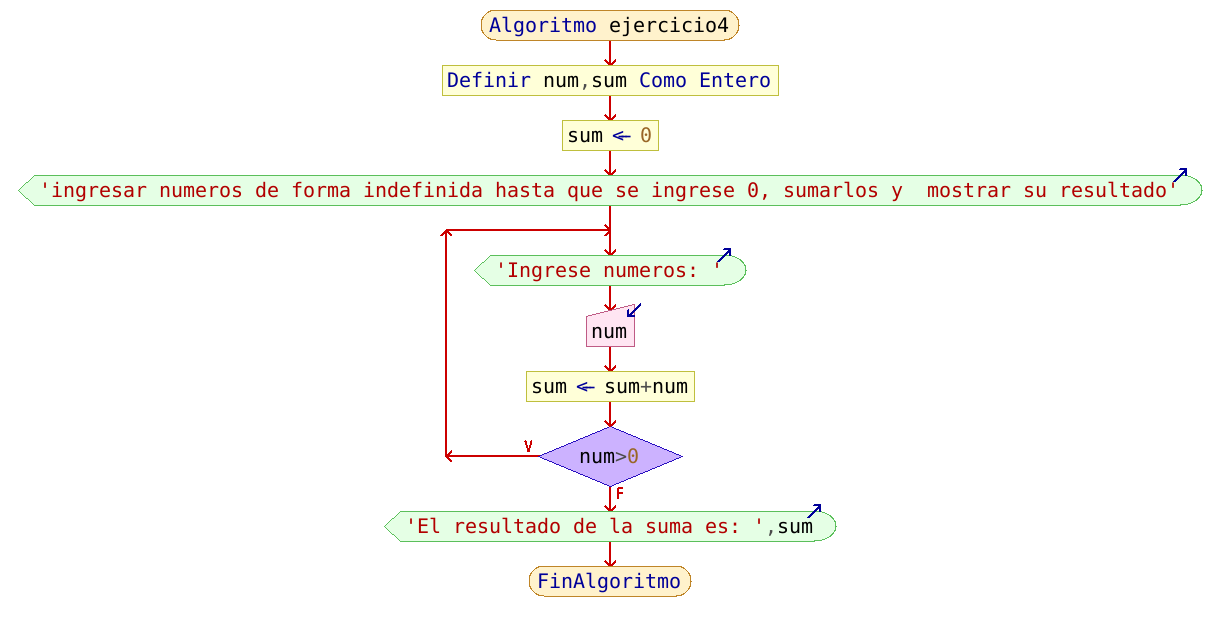 Algoritmo ejercicio4
Definir num,sum Como Entero
sum <- 0
'ingresar numeros de forma indefinida hasta que se ingrese 0, sumarlos y  mostrar su resultado'
'Ingrese numeros: '
num
sum <- sum+num
V
num>0
F
'El resultado de la suma es: ',sum
FinAlgoritmo